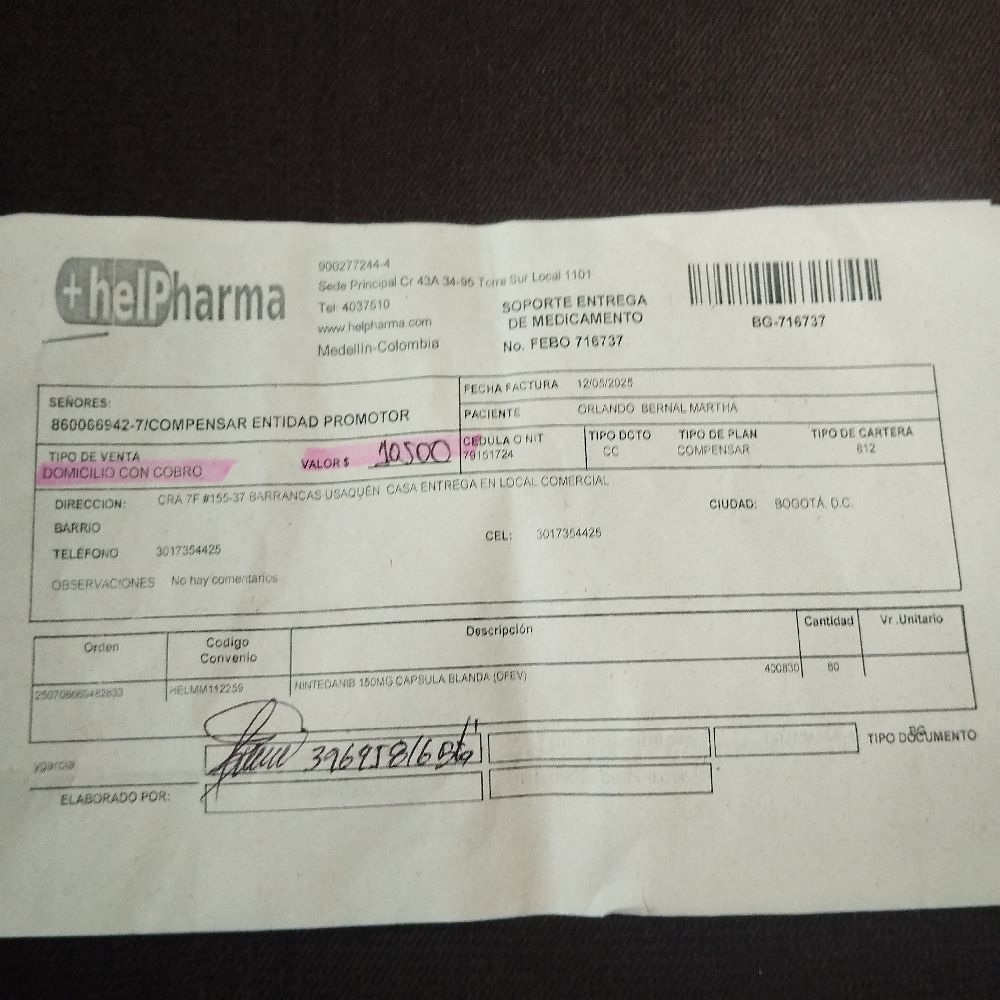 +helPharma
900277244-4
Sede Principal Cr 43A 34-95 Torre Sur Local 1101
Tel: 4037510
www.helpharma.com
Medellín-Colombia
SOPORTE ENTREGA
DE MEDICAMENTO
No. FEBO 716737
BG-716737
SEÑORES:
860066942-7/COMPENSAR ENTIDAD PROMOTOR
FECHA FACTURA 12/05/2025
PACIENTE ORLANDO BERNAL MARTHA
TIPO DE VENTA
DOMICILIO CON COBRO
VALOR $ 10500
CEDULA O NIT
79151724
TIPO DCTO
CC
TIPO DE PLAN
COMPENSAR
TIPO DE CARTERA
812
DIRECCION: CRA 7F #155-37 BARRANCAS USAQUÉN CASA ENTREGA EN LOCAL COMERCIAL
CIUDAD: BOGOTÁ, D.C.
BARRIO
TELÉFONO 3017354425
CEL: 3017354425
OBSERVACIONES No hay comentarios
Orden Codigo Convenio Descripción Cantidad Vr .Unitario
HELMM112259 NINTEDANIB 150MG CAPSULA BLANDA (OFEV) 430830 60
39695816 Bta
BG
TIPO DOCUMENTO
ygarcia
ELABORADO POR: